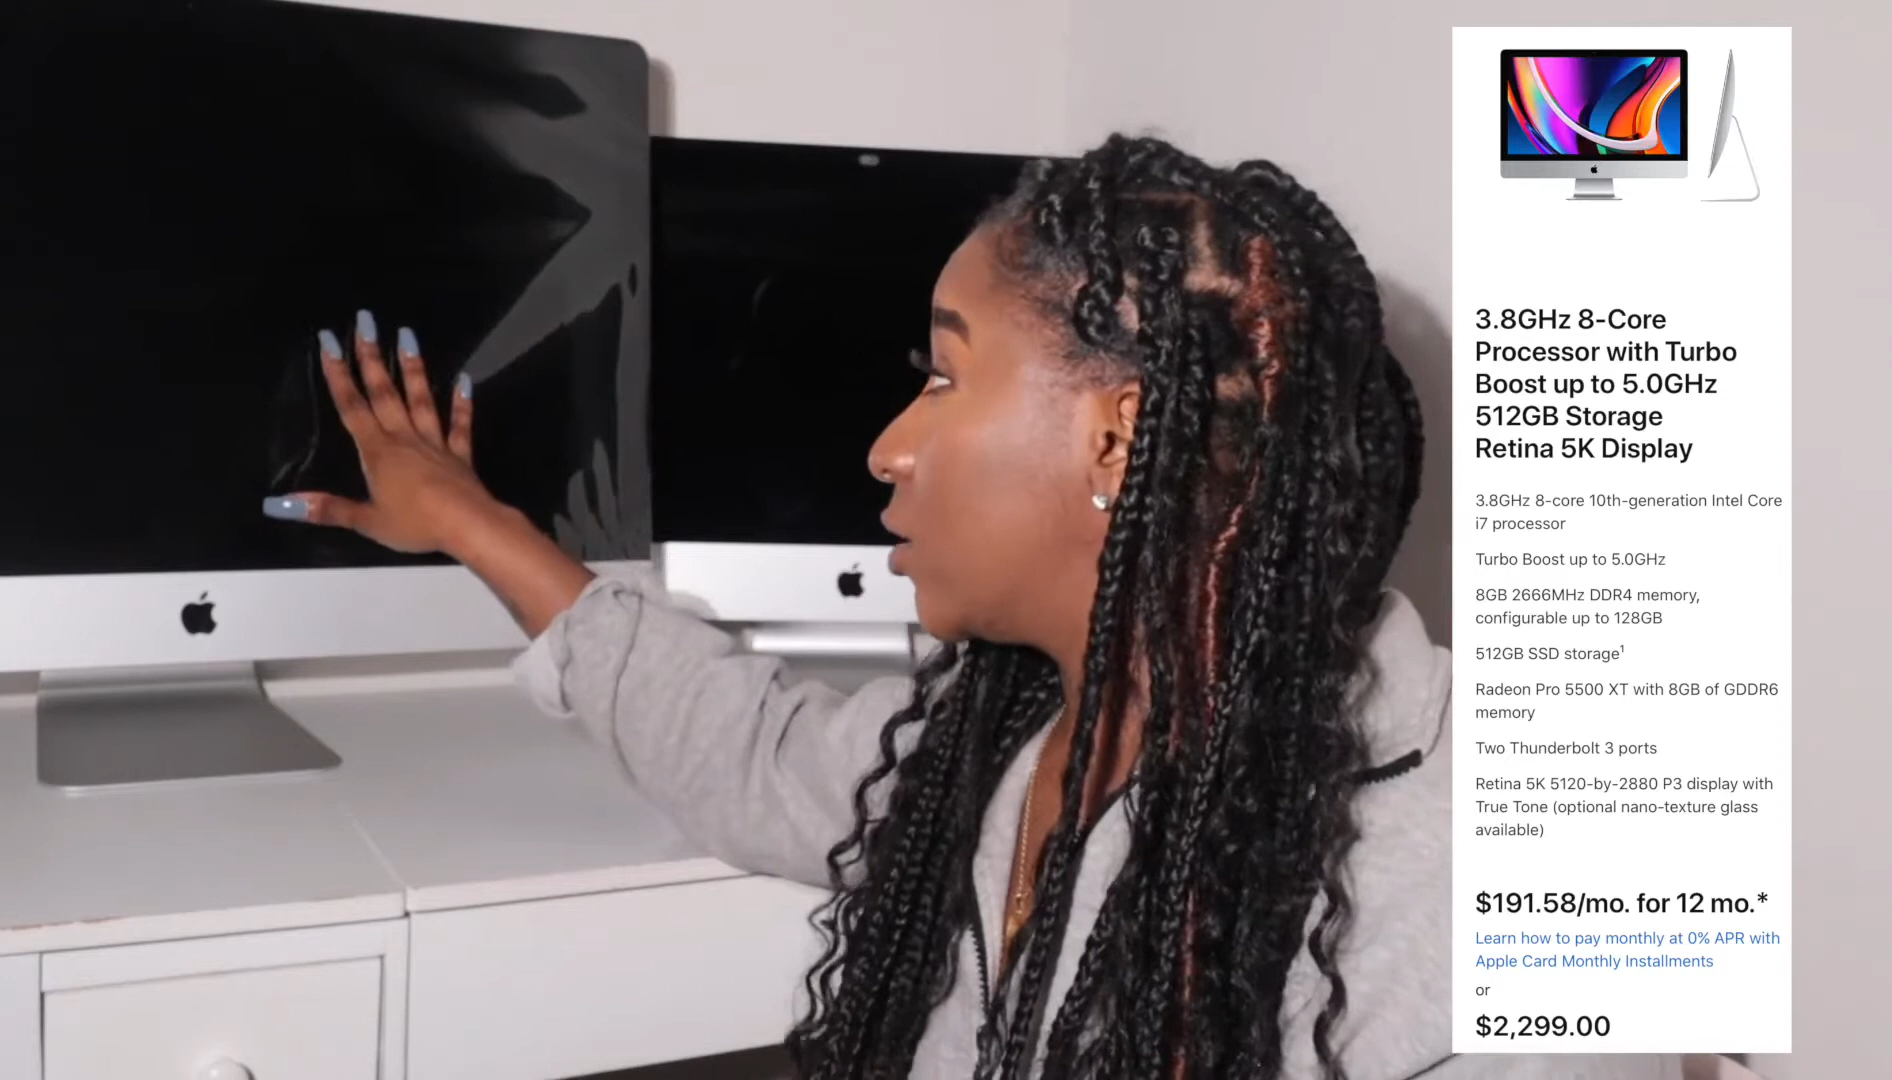 3.8GHz 8-Core
Processor with Turbo
Boost up to 5.0GHz
512GB Storage
Retina 5K Display
3.8GHz 8-core 10th-generation Intel Core
i7 processor
Turbo Boost up to 5.0GHz
8GB 2666MHz DDR4 memory,
configurable up to 128GB
512GB SSD storage¹
Radeon Pro 5500 XT with 8GB of GDDR6
memory
Two Thunderbolt 3 ports
Retina 5K 5120-by-2880 P3 display with
True Tone (optional nano-texture glass
available)
$191.58/mo. for 12 mo.*
Learn how to pay monthly at 0% APR with
Apple Card Monthly Installments
or
$2,299.00